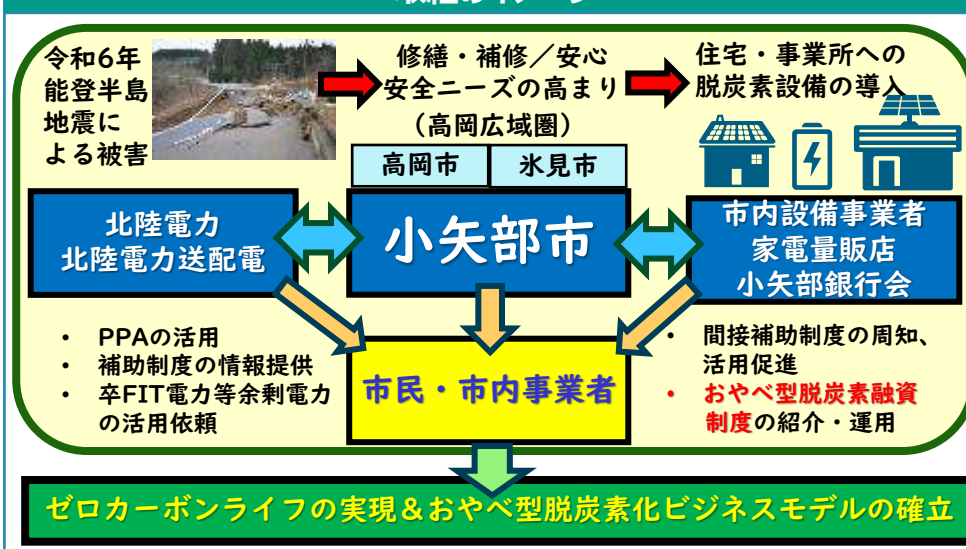 令和6年
能登半島
地震に
よる被害
修繕・補修／安心
安全ニーズの高まり
（高岡広域圏）
住宅・事業所への
脱炭素設備の導入
高岡市
氷見市
北陸電力
北陸電力送配電
小矢部市
市内設備事業者
家電量販店
小矢部銀行会
• PPAの活用
• 補助制度の情報提供
• 卒FIT電力等余剰電力
の活用依頼
市民・市内事業者
• 間接補助制度の周知、
活用促進
• おやべ型脱炭素融資
制度の紹介・運用
ゼロカーボンライフの実現＆おやべ型脱炭素化ビジネスモデルの確立